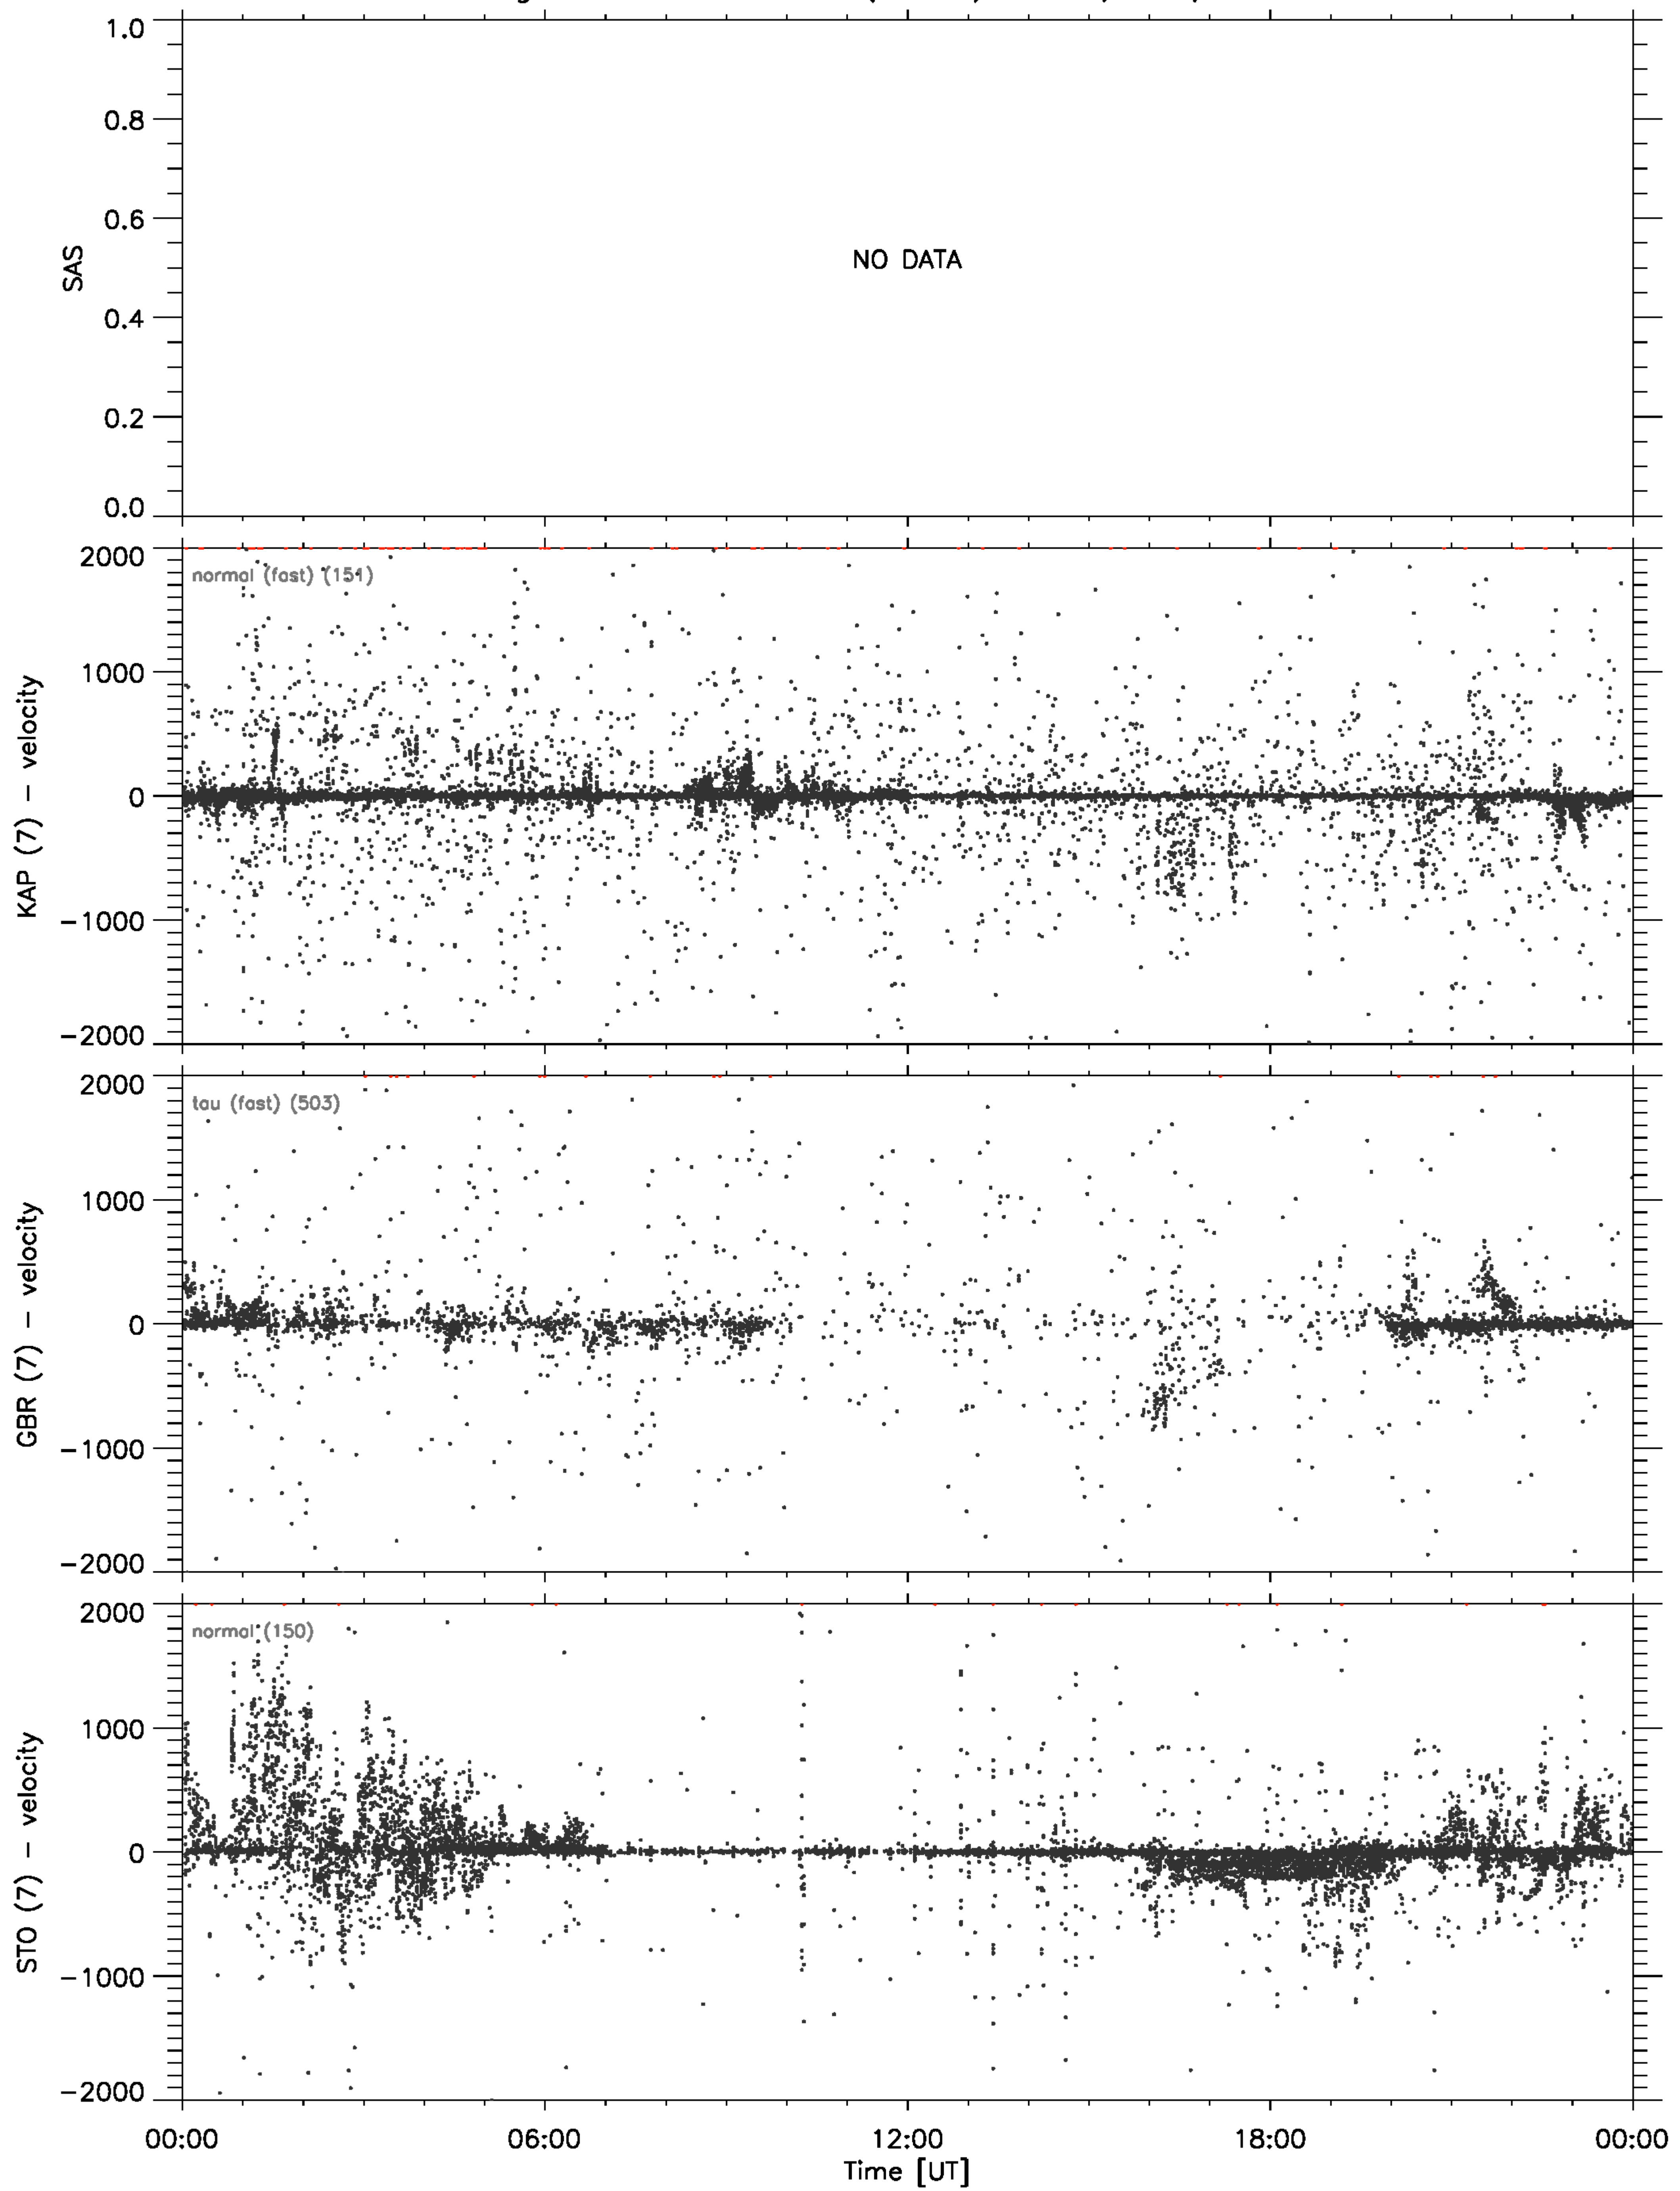 1.0
0.8
0.6
0.4
0.2
0.0
SAS
NO DATA
2000
1000
0
−1000
−2000
KAP (7) − velocity
normal (fast) (151)
2000
1000
0
−1000
−2000
GBR (7) − velocity
tau (fast) (503)
2000
1000
0
−1000
−2000
STO (7) − velocity
normal (150)
00:00 06:00 12:00 18:00 00:00
Time [UT]